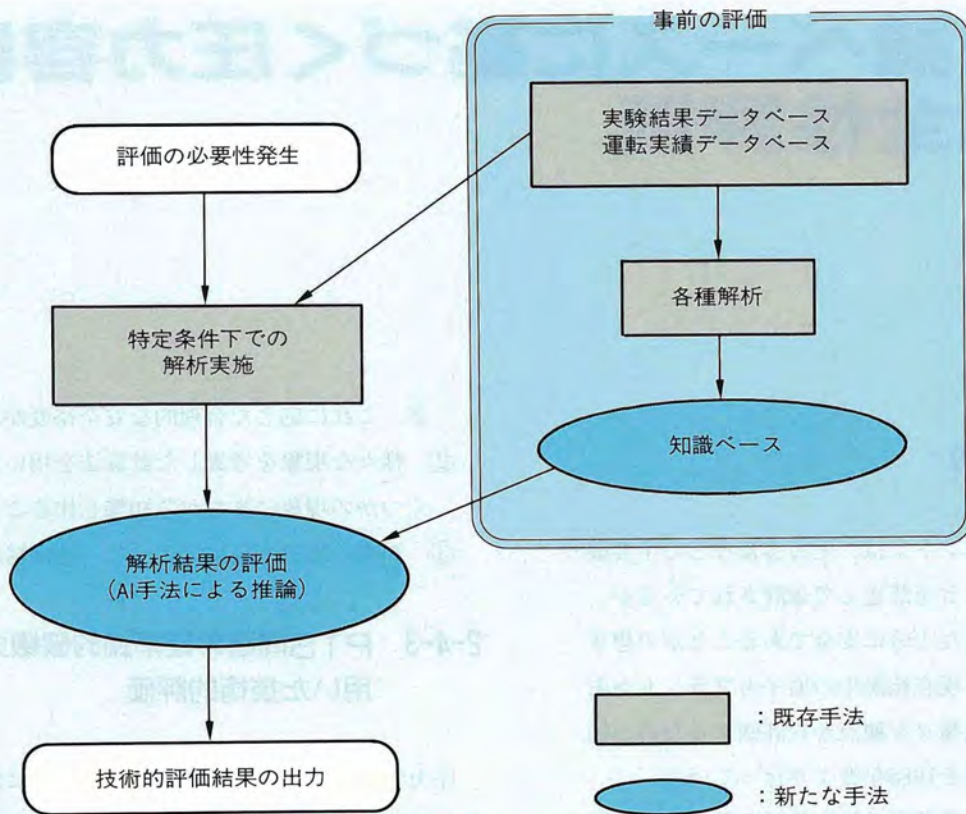 事前の評価
実験結果データベース
運転実績データベース
評価の必要性発生
各種解析
特定条件下での
解析実施
知識ベース
解析結果の評価
(AI手法による推論)
技術的評価結果の出力
:既存手法
:新たな手法